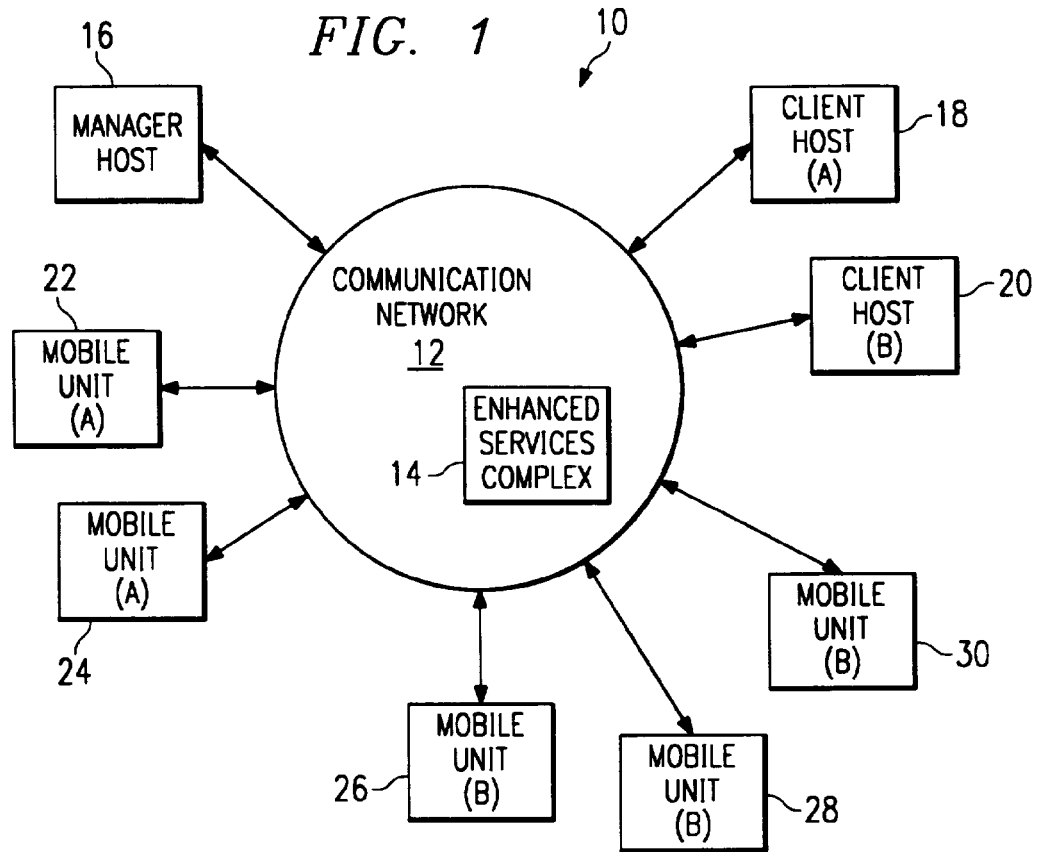 FIG. 1
10
16
MANAGER
HOST
CLIENT
HOST
(A)
18
22
MOBILE
UNIT
(A)
COMMUNICATION
NETWORK
12
CLIENT
HOST
(B)
20
ENHANCED
SERVICES
COMPLEX
14
MOBILE
UNIT
(A)
24
MOBILE
UNIT
(B)
30
MOBILE
UNIT
(B)
26
MOBILE
UNIT
(B)
28